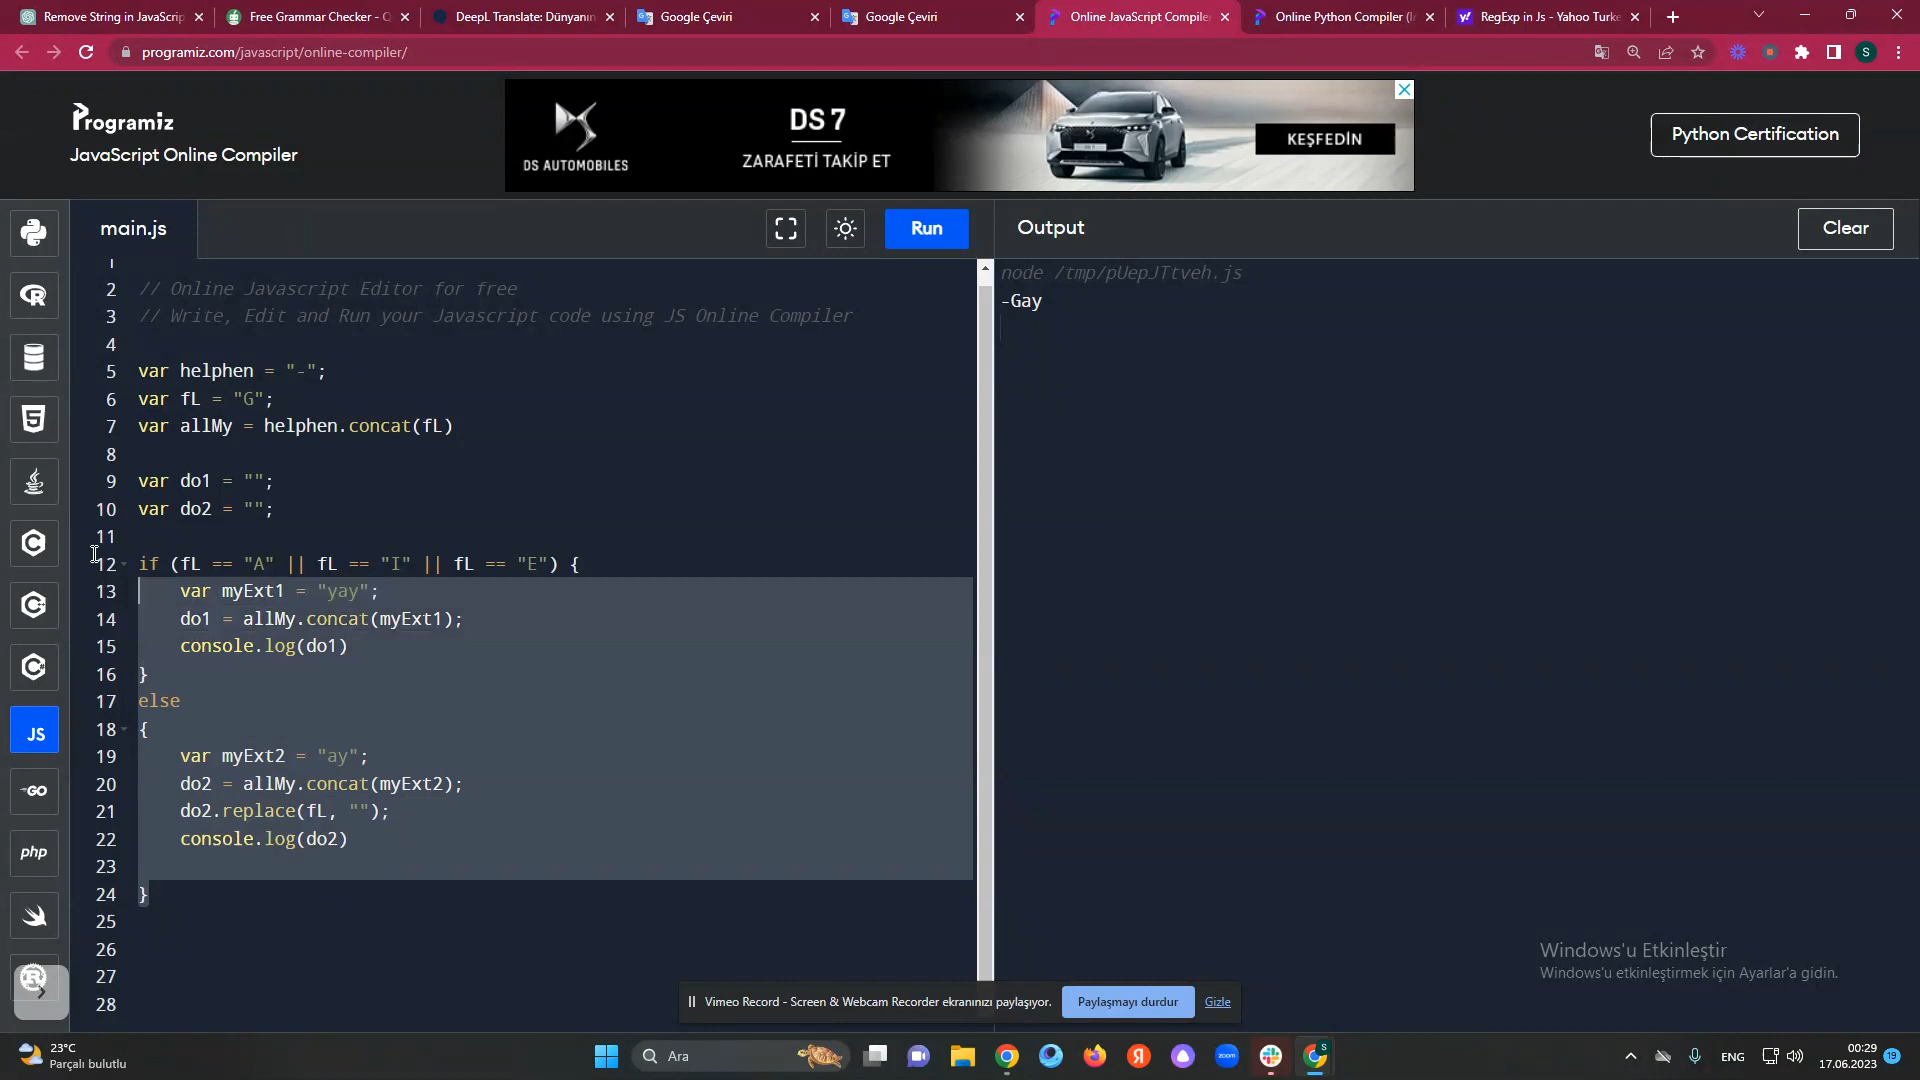 Remove String in JavaScrip
Free Grammar Checker - Q
DeepL Translate: Dünyanın
Google Çeviri
Google Çeviri
Online JavaScript Compiler
Online Python Compiler (In
RegExp in Js - Yahoo Turke
programiz.com/javascript/online-compiler/
S
Programiz
JavaScript Online Compiler
DS AUTOMOBILES
DS 7
ZARAFETİ TAKİP ET
KEŞFEDİN
Python Certification
main.js
Run
Output
Clear
node /tmp/pUepJTtveh.js
-Gay
1
2 // Online Javascript Editor for free
3 // Write, Edit and Run your Javascript code using JS Online Compiler
4
5 var helphen = "-";
6 var fL = "G";
7 var allMy = helphen.concat(fL)
8
9 var do1 = "";
10 var do2 = "";
11
12 if (fL == "A" || fL == "I" || fL == "E") {
13 var myExt1 = "yay";
14 do1 = allMy.concat(myExt1);
15 console.log(do1)
16 }
17 else
18 {
19 var myExt2 = "ay";
20 do2 = allMy.concat(myExt2);
21 do2.replace(fL, "");
22 console.log(do2)
23
24 }
25
26
27
28
JS
GO
php
Windows'u Etkinleştir
Windows'u etkinleştirmek için Ayarlar'a gidin.
Vimeo Record - Screen & Webcam Recorder ekranınızı paylaşıyor.
Paylaşmayı durdur
Gizle
23°C
Parçalı bulutlu
Ara
zoom
ENG
00:29
17.06.2023
19